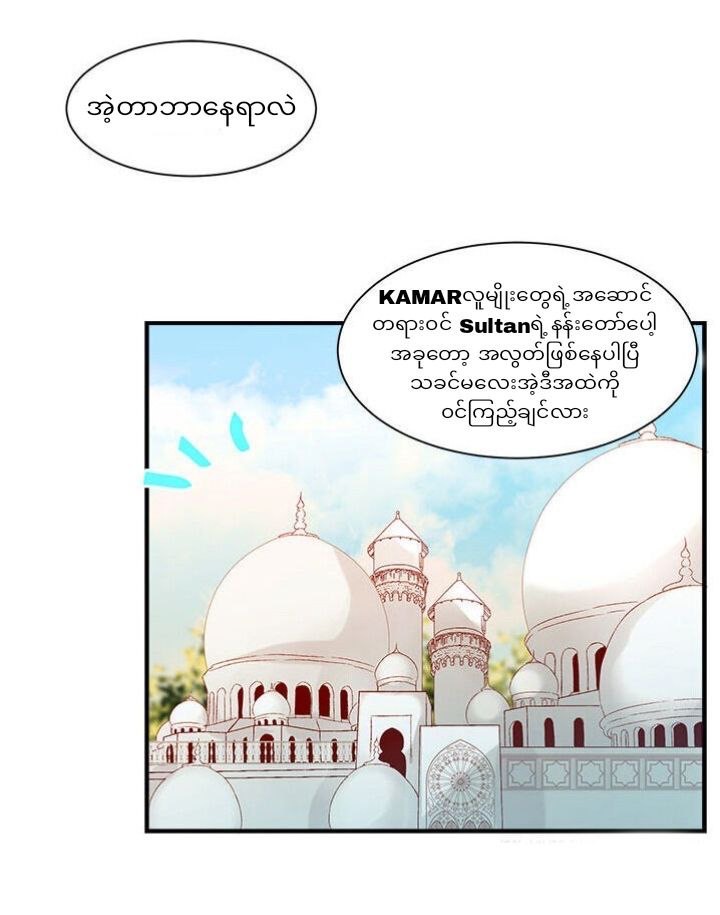 အဲ့တာဘာနေရာလဲ
KAMARလူမျိုးတွေရဲ့အဆောင်
တရားဝင် Sultanရဲ့နန်းတော်ပေါ့
အခုတော့ အလွတ်ဖြစ်နေပါပြီ
သခင်မလေးအဲ့ဒီအထဲကို
ဝင်ကြည့်ချင်လား